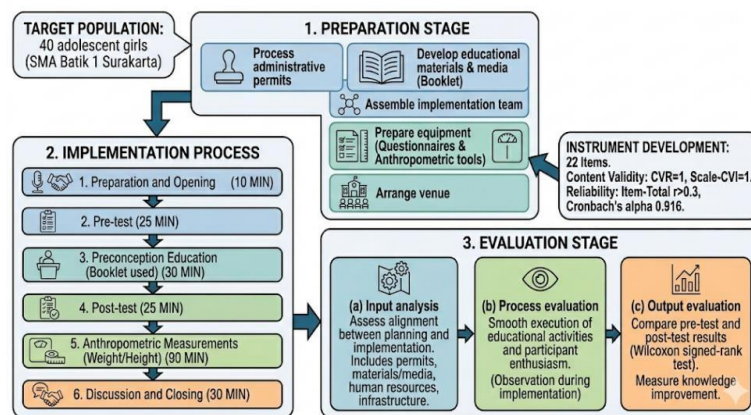 TARGET POPULATION:
40 adolescent girls
(SMA Batik 1 Surakarta)
1. PREPARATION STAGE
Process
administrative
permits
Develop educational
materials & media
(Booklet)
Assemble implementation team
Prepare equipment
(Questionnaires &
Anthropometric tools)
Arrange venue
INSTRUMENT DEVELOPMENT:
22 Items.
Content Validity: CVR=1, Scale-CVI=1.
Reliability: Item-Total r>0.3,
Cronbach's alpha 0.916.
2. IMPLEMENTATION PROCESS
1. Preparation and Opening (10 MIN)
2. Pre-test (25 MIN)
3. Preconception Education
(Booklet used) (30 MIN)
4. Post-test (25 MIN)
5. Anthropometric Measurements
(Weight/Height) (90 MIN)
6. Discussion and Closing (30 MIN)
3. EVALUATION STAGE
(a) Input analysis
Assess alignment
between planning and
implementation.
Includes permits,
materials/media,
human resources,
infrastructure.
(b) Process evaluation
Smooth execution of
educational activities
and participant
enthusiasm.
(Observation during
implementation)
(c) Output evaluation
Compare pre-test and
post-test results
(Wilcoxon signed-rank
test).
Measure knowledge
improvement.